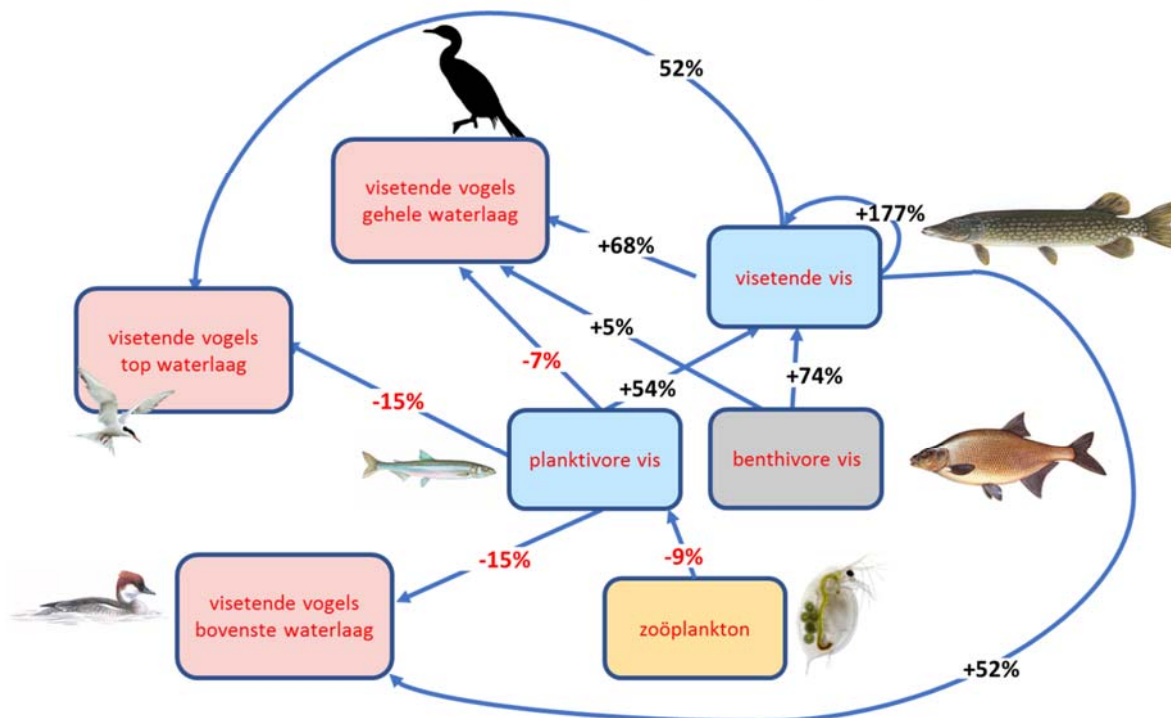 52%
visetende vogels
gehele waterlaag
+177%
+68%
visetende vis
visetende vogels
top waterlaag
+5%
-7%
+54%
+74%
-15%
planktivore vis
benthivore vis
-15%
-9%
visetende vogels
bovenste waterlaag
zoöplankton
+52%